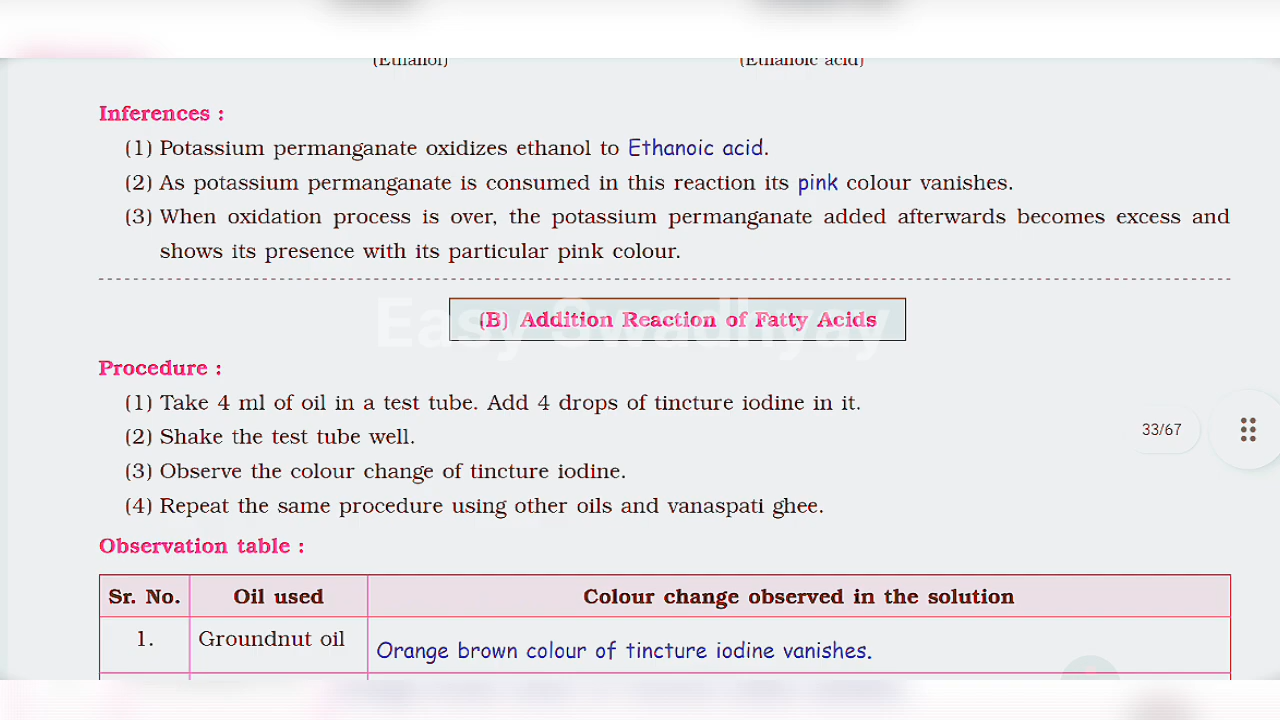 (Ethanol) (Ethanoic acid)
Inferences :
(1) Potassium permanganate oxidizes ethanol to Ethanoic acid.
(2) As potassium permanganate is consumed in this reaction its pink colour vanishes.
(3) When oxidation process is over, the potassium permanganate added afterwards becomes excess and
shows its presence with its particular pink colour.
Easy Swadhyay
(B) Addition Reaction of Fatty Acids
Procedure :
(1) Take 4 ml of oil in a test tube. Add 4 drops of tincture iodine in it.
(2) Shake the test tube well.
33/67
(3) Observe the colour change of tincture iodine.
(4) Repeat the same procedure using other oils and vanaspati ghee.
Observation table :
Sr. No. Oil used Colour change observed in the solution
1. Groundnut oil Orange brown colour of tincture iodine vanishes.